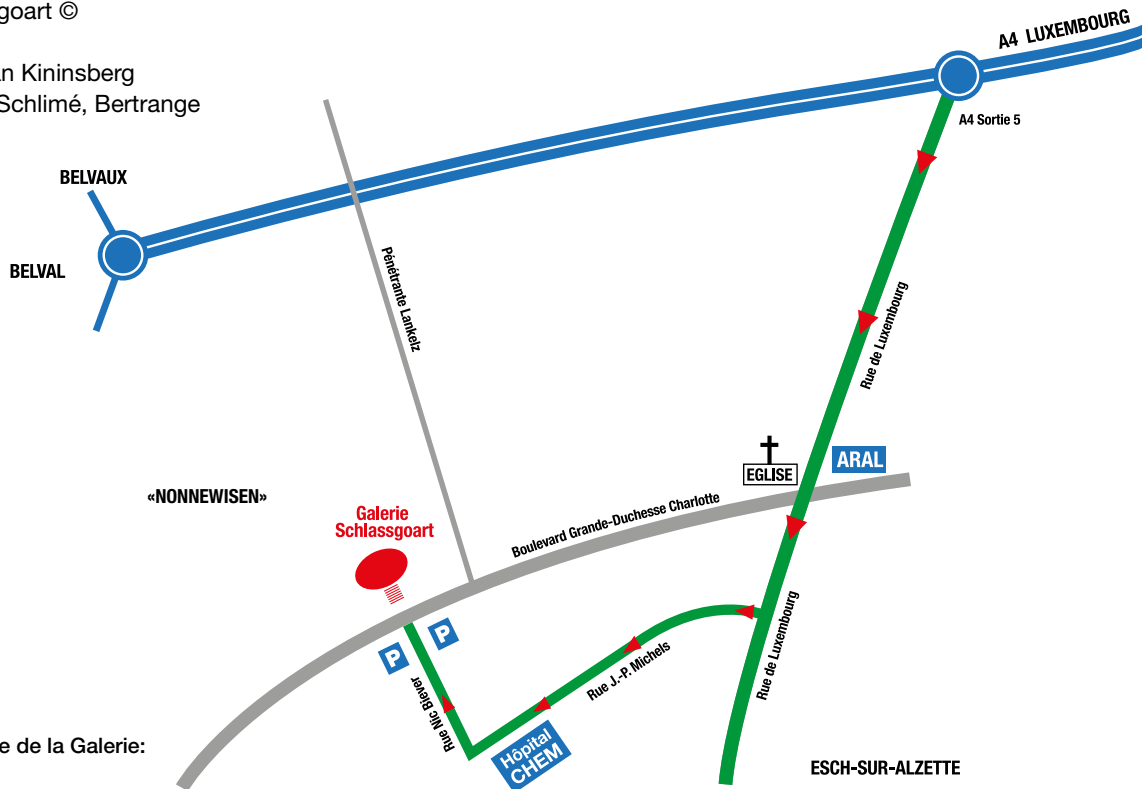 goart ©
an Kininsberg
Schlimé, Bertrange
A4 LUXEMBOURG
A4 Sortie 5
BELVAUX
BELVAL
Pénétrante Lankelz
Rue de Luxembourg
EGLISE
ARAL
«NONNEWISEN»
Galerie
Schlassgoart
Boulevard Grande-Duchesse Charlotte
P
P
Rue Nic Biever
Rue J.-P. Michels
Rue de Luxembourg
Hôpital
CHEM
e de la Galerie:
ESCH-SUR-ALZETTE